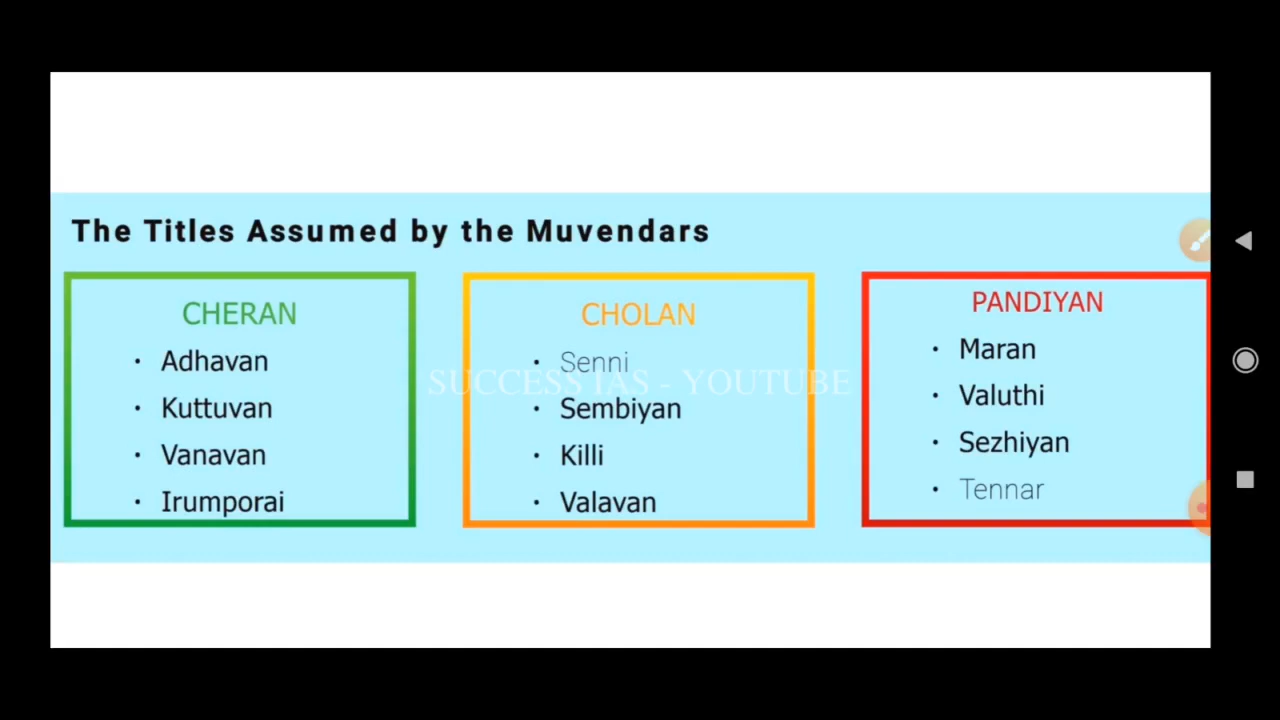 The Titles Assumed by the Muvendars
CHERAN
• Adhavan
• Kuttuvan
• Vanavan
• Irumporai
CHOLAN
• Senni
• Sembiyan
• Killi
• Valavan
PANDIYAN
• Maran
• Valuthi
• Sezhiyan
• Tennar
SUCCESS IAS - YOUTUBE